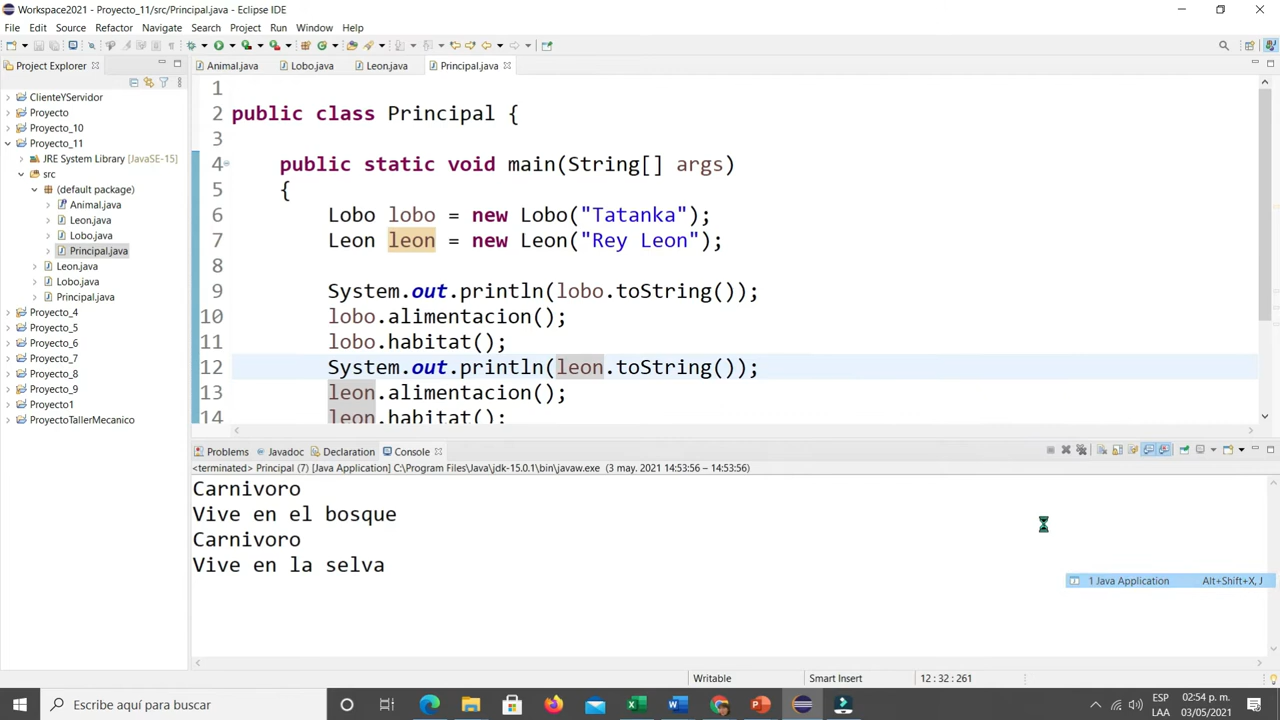 Workspace2021 - Proyecto_11/src/Principal.java - Eclipse IDE
File Edit Source Refactor Navigate Search Project Run Window Help
Project Explorer
Animal.java Lobo.java Leon.java Principal.java
ClienteYServidor
Proyecto
Proyecto_10
Proyecto_11
JRE System Library [JavaSE-15]
src
(default package)
Animal.java
Leon.java
Lobo.java
Principal.java
Leon.java
Lobo.java
Principal.java
Proyecto_4
Proyecto_5
Proyecto_6
Proyecto_7
Proyecto_8
Proyecto_9
Proyecto1
ProyectoTallerMecanico
1
2 public class Principal {
3
4 public static void main(String[] args)
5 {
6 Lobo lobo = new Lobo("Tatanka");
7 Leon leon = new Leon("Rey Leon");
8
9 System.out.println(lobo.toString());
10 lobo.alimentacion();
11 lobo.habitat();
12 System.out.println(leon.toString());
13 leon.alimentacion();
14 leon.habitat();
Problems Javadoc Declaration Console
<terminated> Principal (7) [Java Application] C:\Program Files\Java\jdk-15.0.1\bin\javaw.exe (3 may. 2021 14:53:56 – 14:53:56)
Carnivoro
Vive en el bosque
Carnivoro
Vive en la selva
1 Java Application Alt+Shift+X, J
Writable Smart Insert 12 : 32 : 261
Escribe aquí para buscar
ESP 02:54 p. m.
LAA 03/05/2021